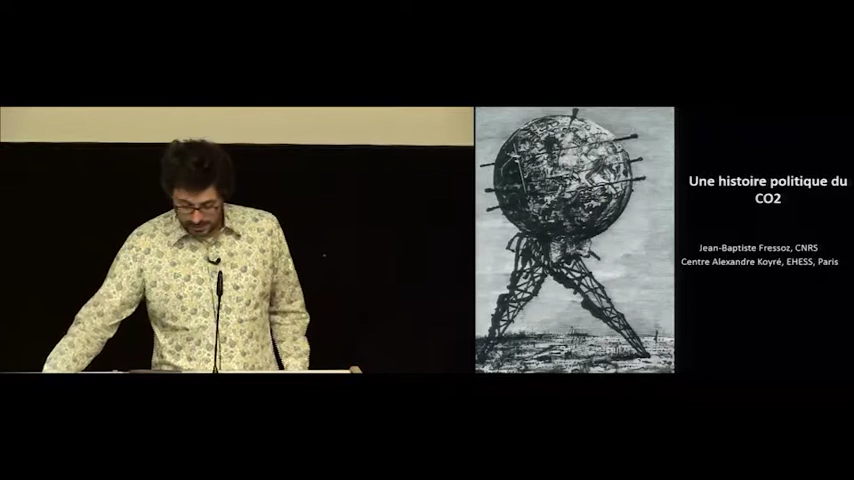 Une histoire politique du
CO2
Jean-Baptiste Fressoz, CNRS
Centre Alexandre Koyré, EHESS, Paris